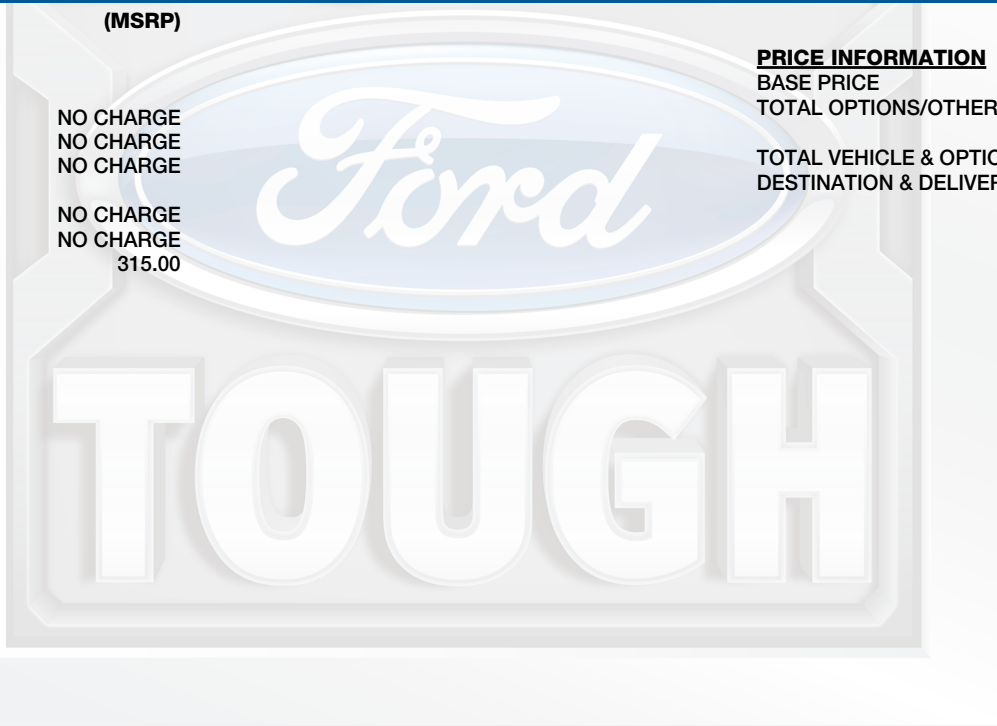 (MSRP)
NO CHARGE
NO CHARGE
NO CHARGE
NO CHARGE
NO CHARGE
315.00
PRICE INFORMATION
BASE PRICE
TOTAL OPTIONS/OTHER
TOTAL VEHICLE & OPTIO
DESTINATION & DELIVER
Ford
TOUGH